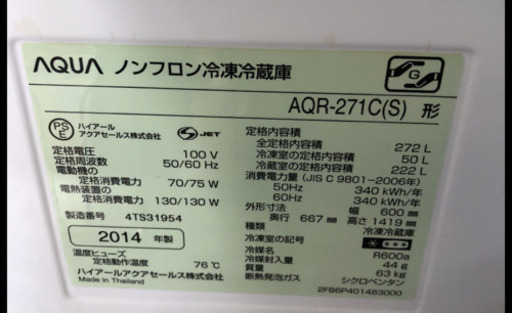 AQUA ノンフロン冷凍冷蔵庫
G
AQR-271C(S) 形
PS E ハイアール アクアセールス株式会社 JET
定格電圧 100 V
定格周波数 50/60 Hz
電動機の
定格消費電力 70/75 W
電熱装置の
定格消費電力 130/130 W
製造番号 4TS31954
2014 年製
温度ヒューズ
定格動作温度 76℃
ハイアールアクアセールス株式会社
Made in Thailand
定格内容積
全定格内容積 272 L
冷凍室の定格内容積 50 L
冷蔵室の定格内容積 222 L
消費電力量 (JIS C 9801-2006年)
50Hz 340 kWh/年
60Hz 340 kWh/年
外形寸法 幅 600 mm
奥行 667 mm 高さ 1419 mm
種類 冷凍冷蔵庫
冷凍室の記号
冷媒名 R600a
冷媒封入量 44 g
質量 63 kg
断熱発泡ガス シクロペンタン
2FB6P401483000